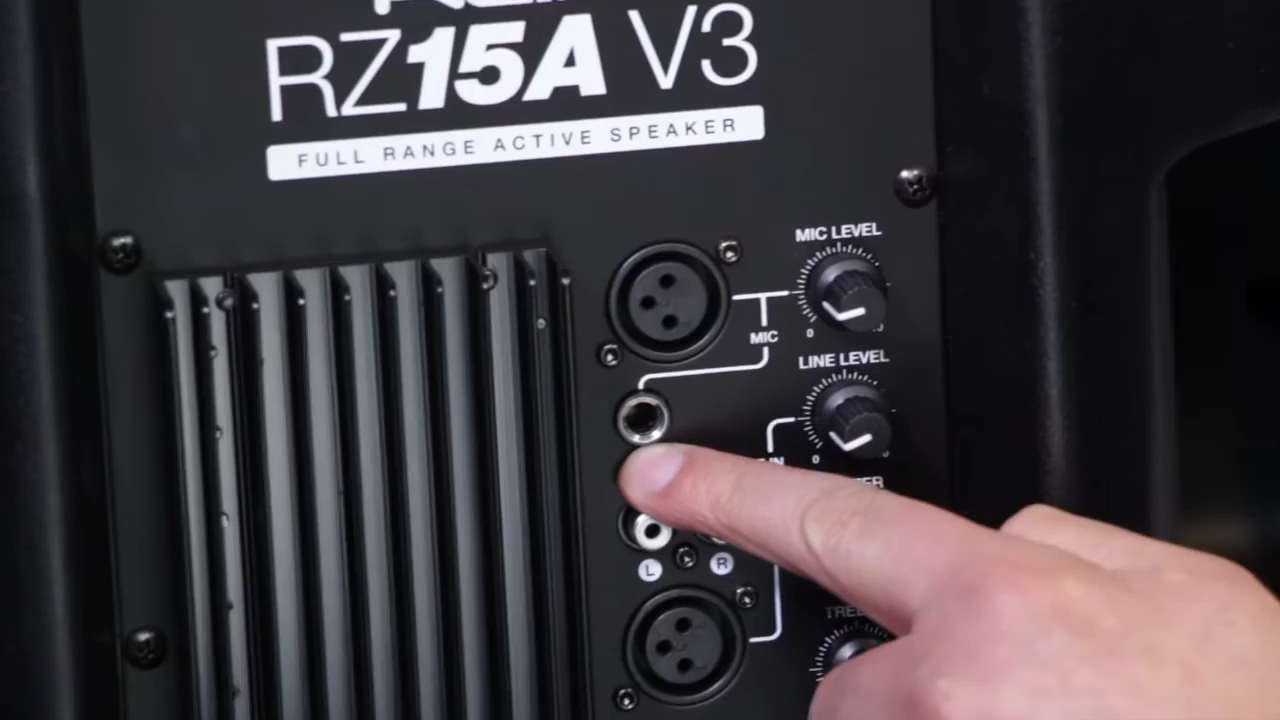 RZ15A V3
FULL RANGE ACTIVE SPEAKER
MIC LEVEL
0
MIC
LINE LEVEL
0
L
R